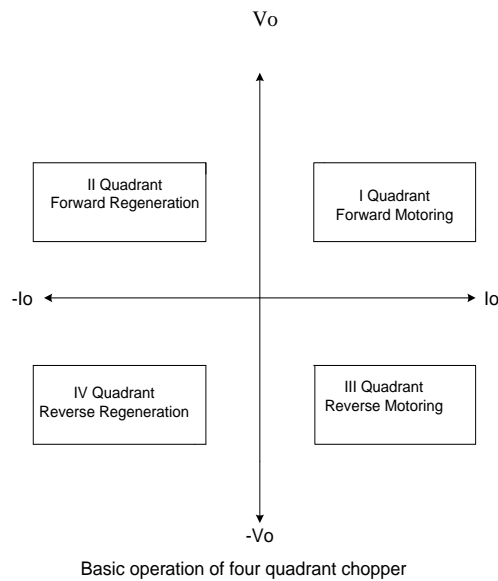 Vo
II Quadrant
Forward Regeneration
I Quadrant
Forward Motoring
-Io
Io
IV Quadrant
Reverse Regeneration
III Quadrant
Reverse Motoring
-Vo
Basic operation of four quadrant chopper